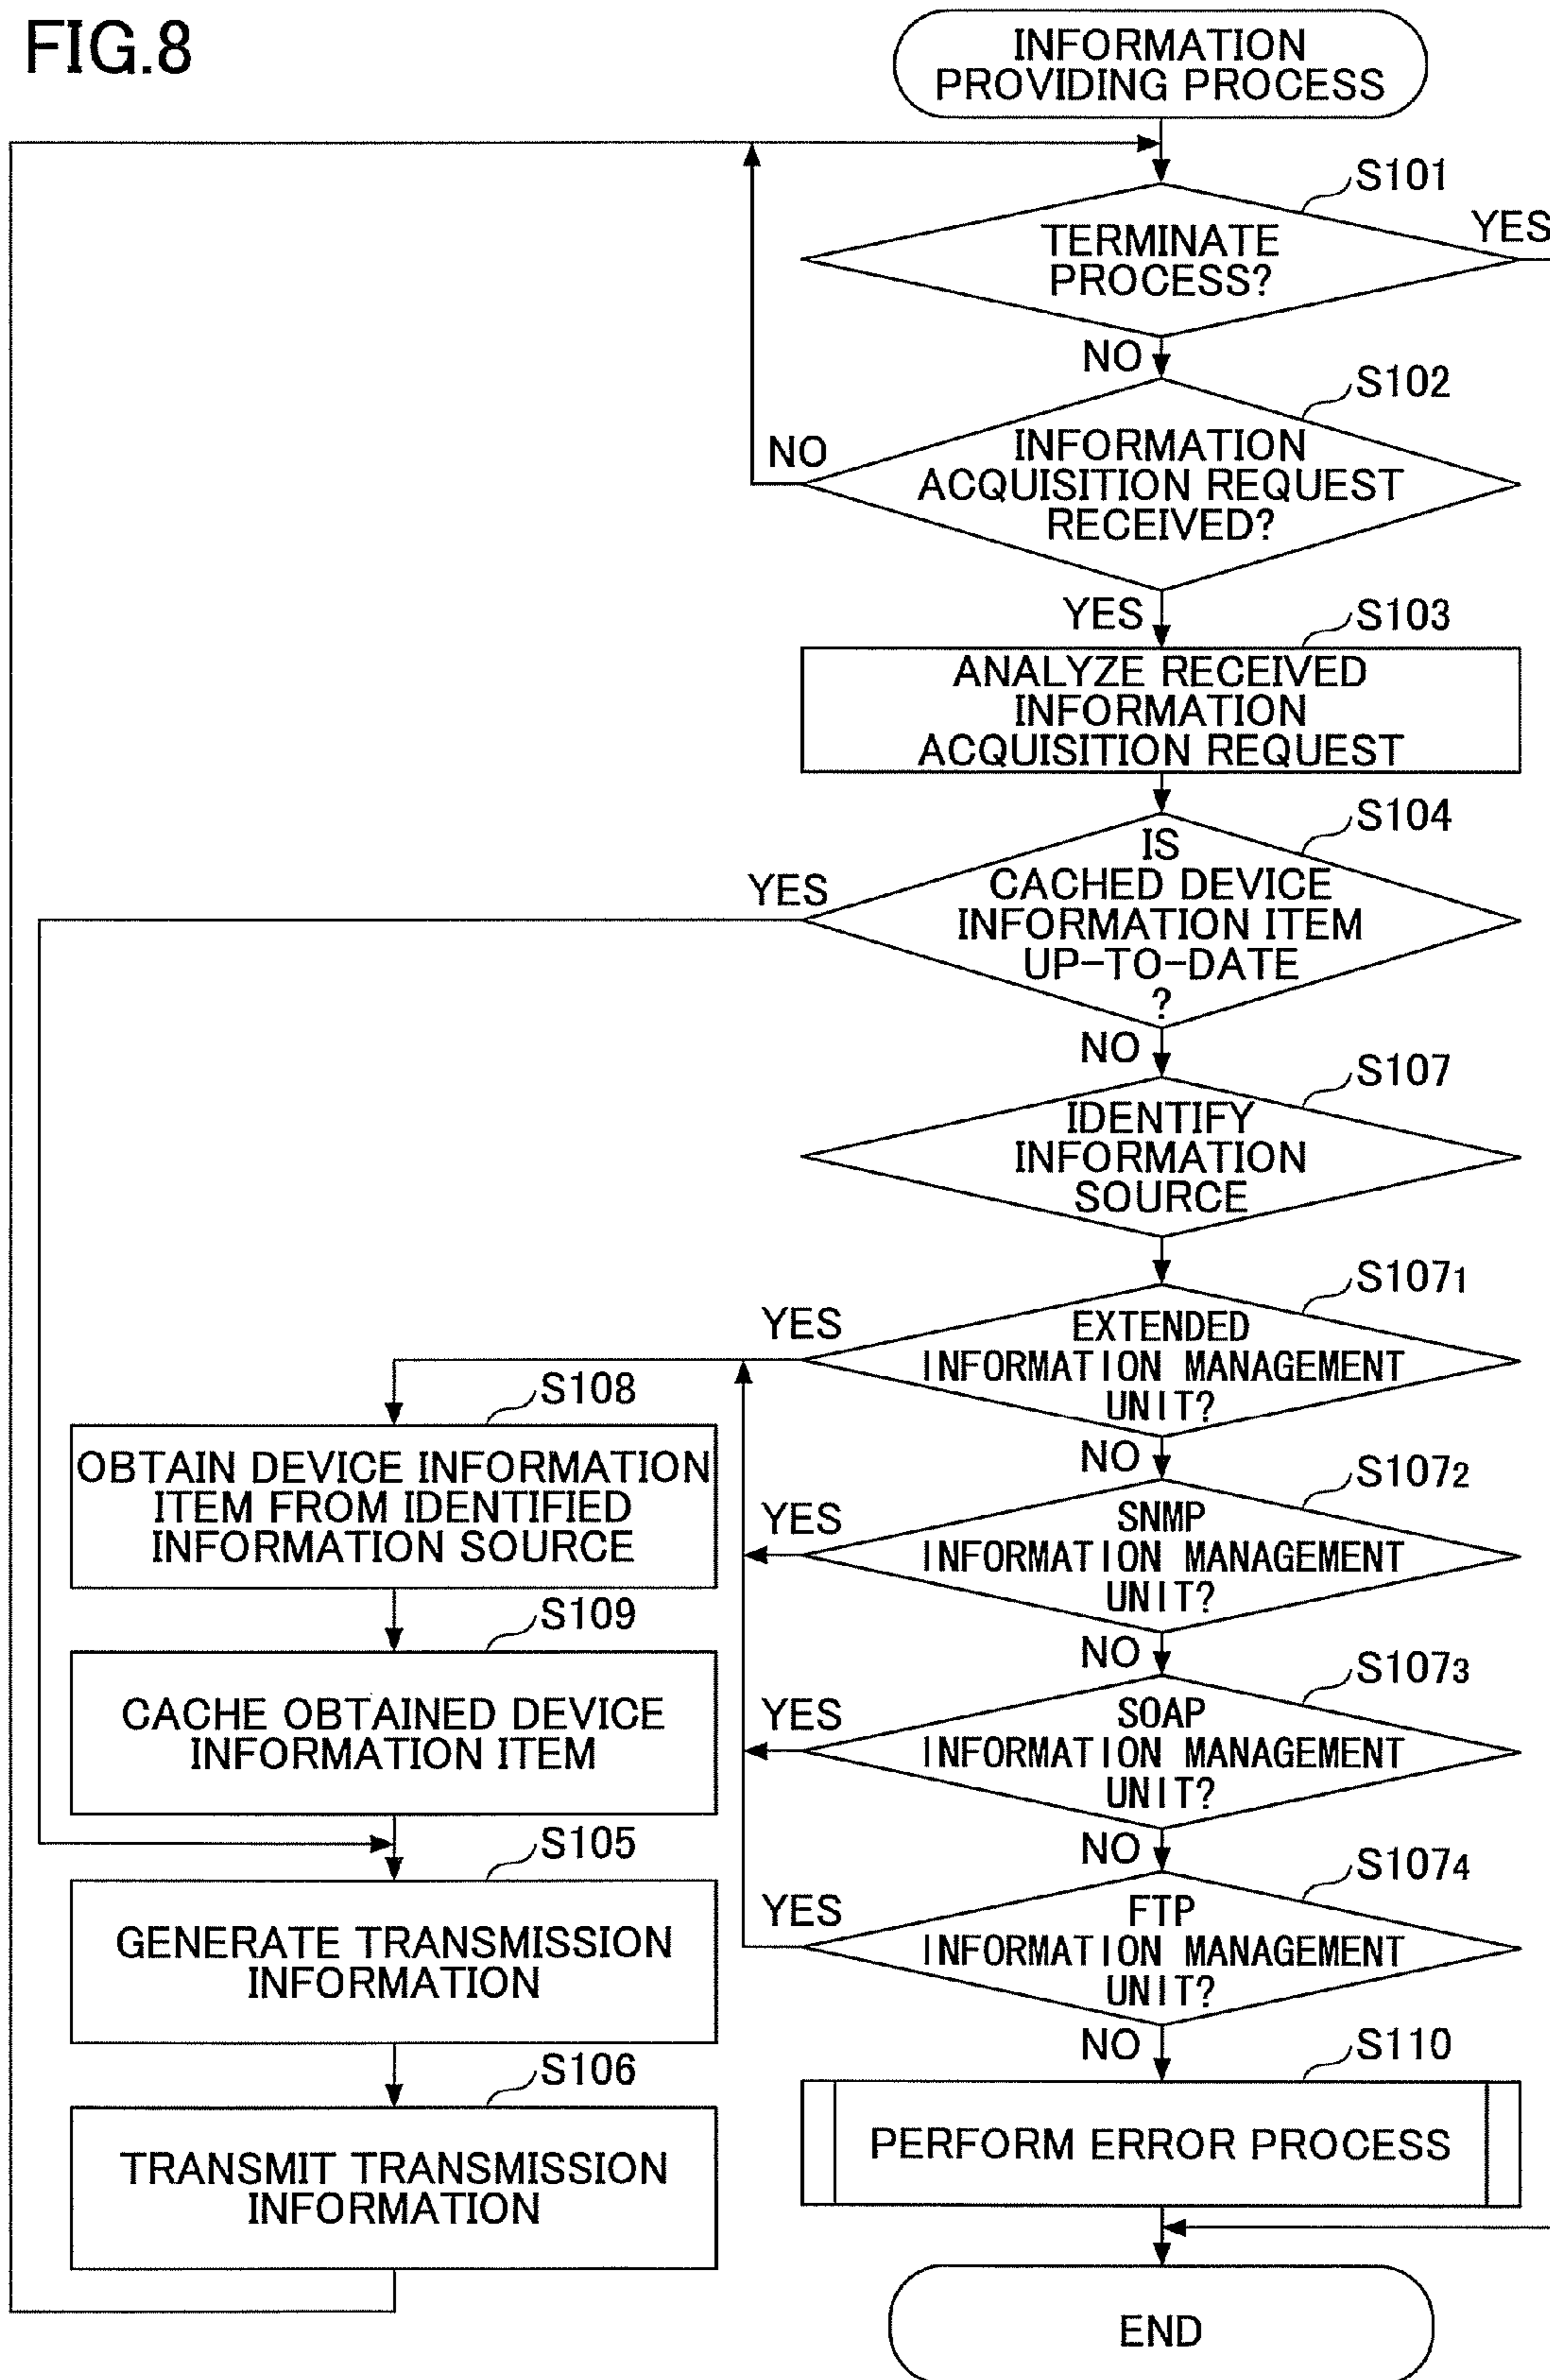 FIG.8
INFORMATION
PROVIDING PROCESS
S101
TERMINATE
PROCESS?
YES
NO
S102
INFORMATION
ACQUISITION REQUEST
RECEIVED?
NO
YES
S103
ANALYZE RECEIVED
INFORMATION
ACQUISITION REQUEST
S104
IS
CACHED DEVICE
INFORMATION ITEM
UP-TO-DATE
?
YES
NO
S107
IDENTIFY
INFORMATION
SOURCE
S1071
EXTENDED
INFORMATION MANAGEMENT
UNIT?
YES
NO
S1072
SNMP
INFORMATION MANAGEMENT
UNIT?
YES
NO
S1073
SOAP
INFORMATION MANAGEMENT
UNIT?
YES
NO
S1074
FTP
INFORMATION MANAGEMENT
UNIT?
YES
NO
S110
PERFORM ERROR PROCESS
S108
OBTAIN DEVICE INFORMATION
ITEM FROM IDENTIFIED
INFORMATION SOURCE
S109
CACHE OBTAINED DEVICE
INFORMATION ITEM
S105
GENERATE TRANSMISSION
INFORMATION
S106
TRANSMIT TRANSMISSION
INFORMATION
END